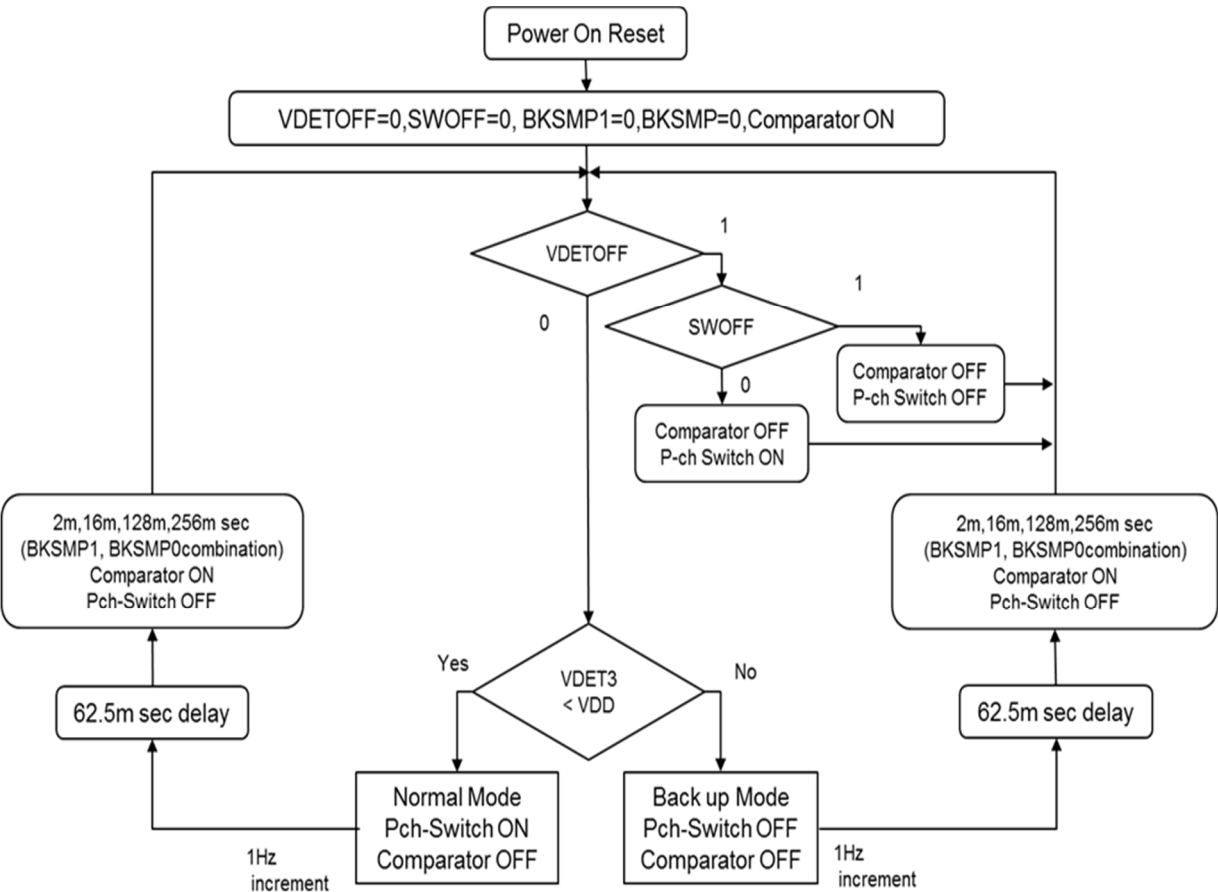 Power On Reset
VDETOFF=0,SWOFF=0, BKSMP1=0,BKSMP=0,Comparator ON
VDETOFF
1
0
SWOFF
1
0
Comparator OFF
P-ch Switch OFF
Comparator OFF
P-ch Switch ON
2m,16m,128m,256m sec
(BKSMP1, BKSMP0combination)
Comparator ON
Pch-Switch OFF
2m,16m,128m,256m sec
(BKSMP1, BKSMP0combination)
Comparator ON
Pch-Switch OFF
Yes
VDET3
< VDD
No
62.5m sec delay
62.5m sec delay
Normal Mode
Pch-Switch ON
Comparator OFF
Back up Mode
Pch-Switch OFF
Comparator OFF
1Hz
increment
1Hz
increment